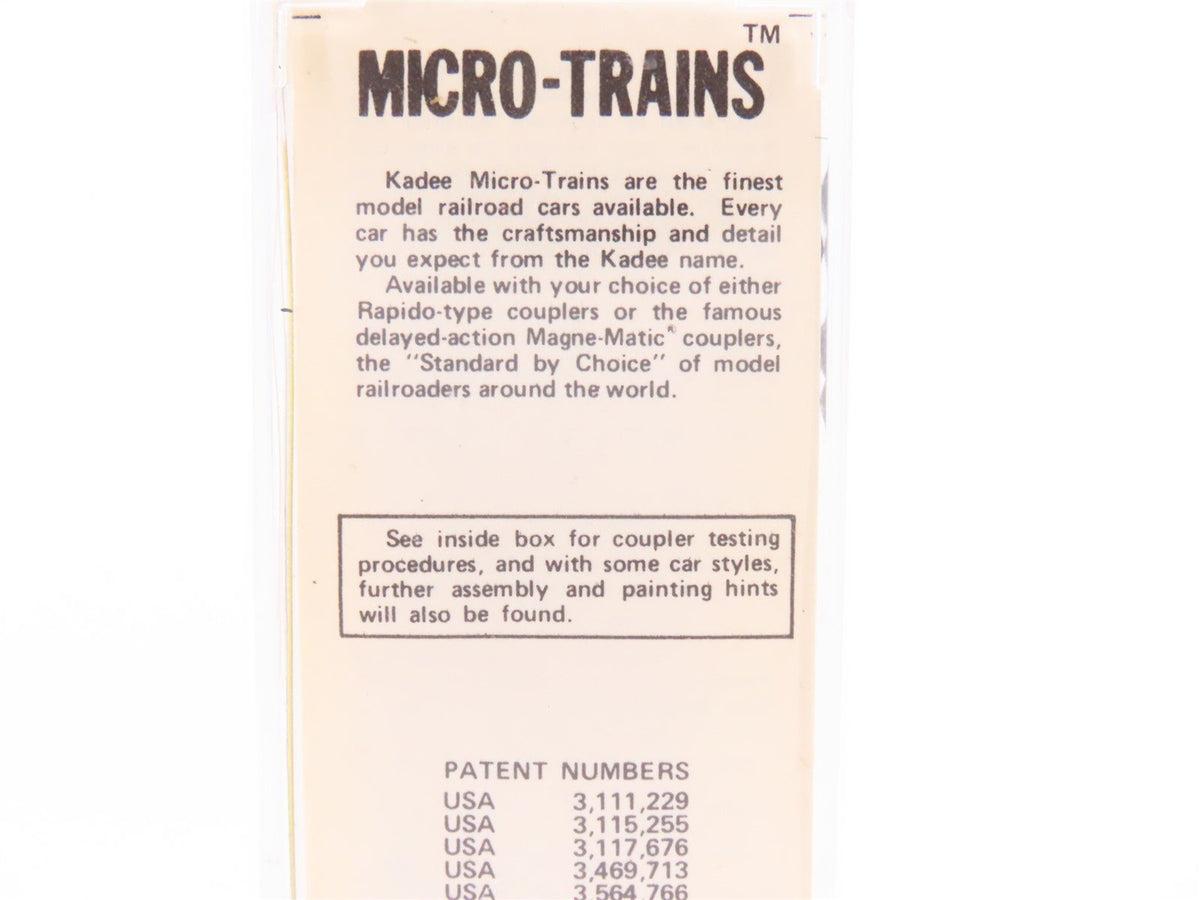 MICRO-TRAINS™
Kadee Micro-Trains are the finest
model railroad cars available. Every
car has the craftsmanship and detail
you expect from the Kadee name.
Available with your choice of either
Rapido-type couplers or the famous
delayed-action Magne-Matic® couplers,
the "Standard by Choice" of model
railroaders around the world.
See inside box for coupler testing
procedures, and with some car styles,
further assembly and painting hints
will also be found.
PATENT NUMBERS
USA 3,111,229
USA 3,115,255
USA 3,117,676
USA 3,469,713
USA 3,564,766